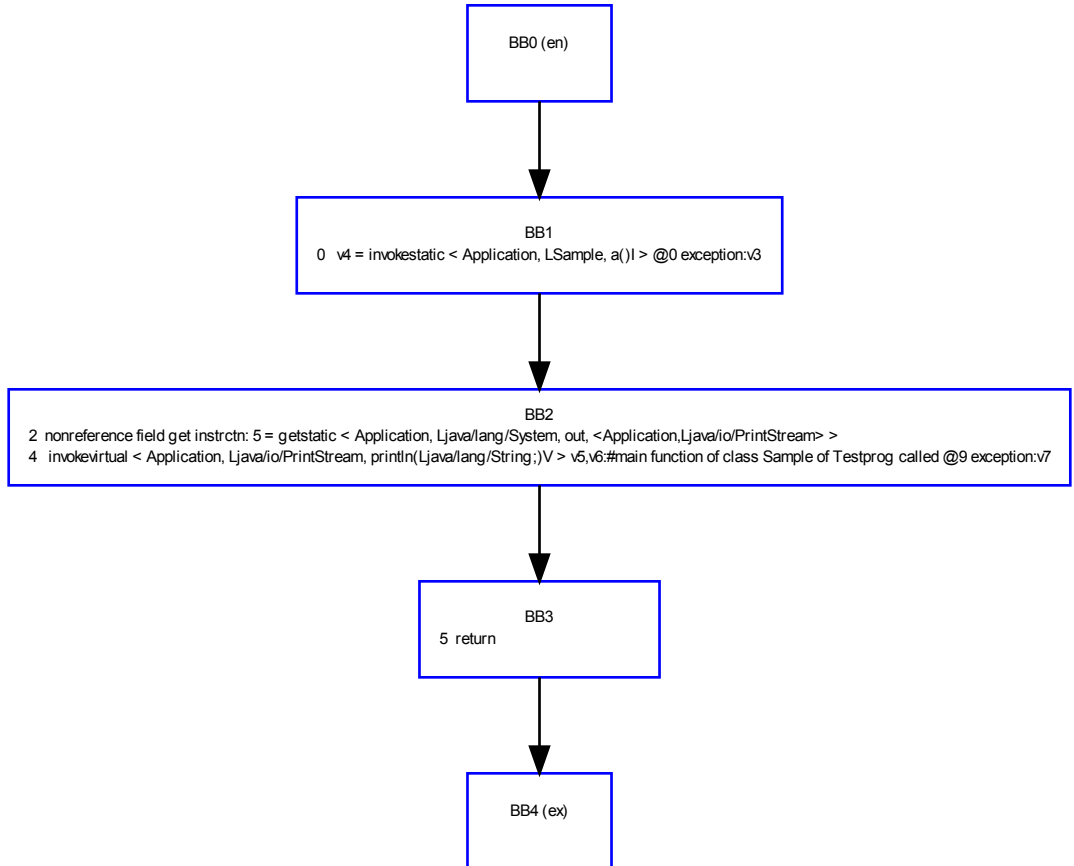 BB0 (en)
BB1
0 v4 = invokestatic < Application, LSample, a()I > @0 exception:v3
BB2
2 nonreference field get instrctn: 5 = getstatic < Application, Ljava/lang/System, out, <Application,Ljava/io/PrintStream> >
4 invokevirtual < Application, Ljava/io/PrintStream, println(Ljava/lang/String;)V > v5,v6:#main function of class Sample of Testprog called @9 exception:v7
BB3
5 return
BB4 (ex)